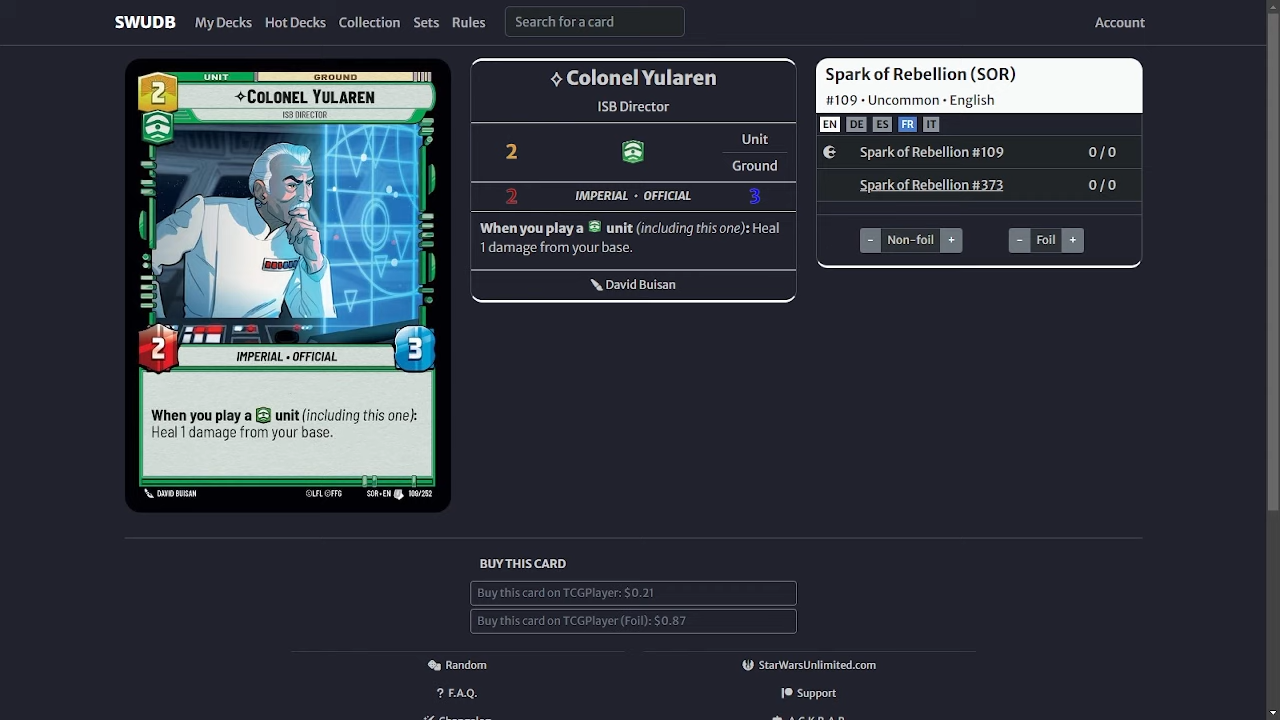 SWUDB My Decks Hot Decks Collection Sets Rules Search for a card Account
2 UNIT GROUND
COLONEL YULAREN
ISB DIRECTOR
2 IMPERIAL • OFFICIAL 3
When you play a unit (including this one):
Heal 1 damage from your base.
DAVID BUISAN ©LFL ©FFG SOR•EN 109/252
Colonel Yularen
ISB Director
2 Unit
Ground
2 IMPERIAL • OFFICIAL 3
When you play a unit (including this one): Heal
1 damage from your base.
David Buisan
Spark of Rebellion (SOR)
#109 • Uncommon • English
EN DE ES FR IT
Spark of Rebellion #109 0 / 0
Spark of Rebellion #373 0 / 0
- Non-foil + - Foil +
BUY THIS CARD
Buy this card on TCGPlayer: $0.21
Buy this card on TCGPlayer (Foil): $0.87
Random StarWarsUnlimited.com
? F.A.Q. Support